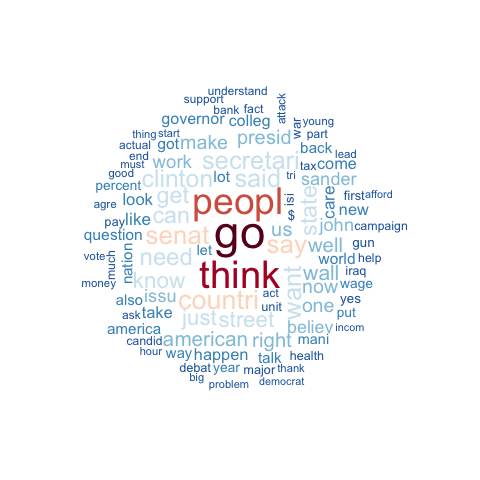 understand
support
bank fact
attack
governor colleg
war young
thing start
part
actual got make presid
back
end
work secretari
lead
must
tax come
good
clinton lot said
tri
sander
percent
look get
isi
care
first afford
agre
can peopl
$
state
new
pay like
senat go us
john campaign
question
say well
gun
vote
nation
need let
world help
much
think
want
wall iraq
money
know
act
now wage
also issu countri
one yes
unit
ask take
just street
put
america
believ
incom
candid
american right
mani
hour
way happen
talk health
debat year major thank
big
problem
democrat